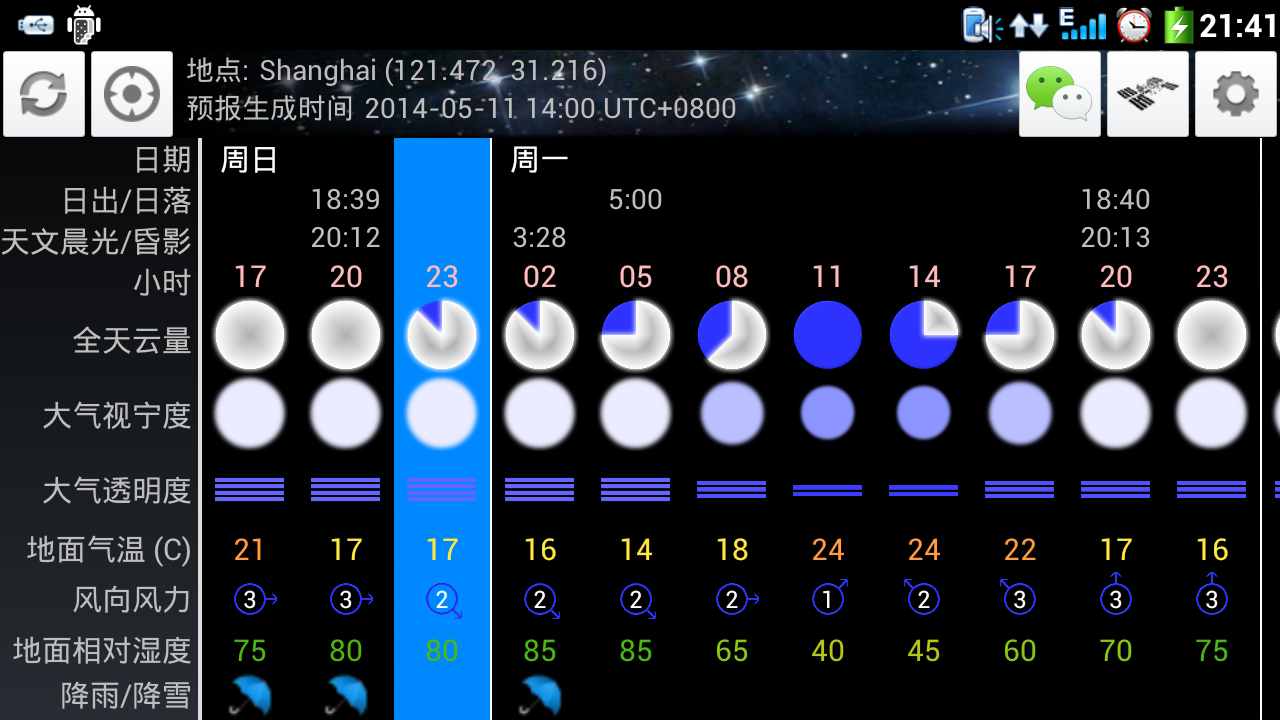 E 21:41
地点: Shanghai (121.472, 31.216)
预报生成时间 2014-05-11 14:00 UTC+0800
日期 周日 周一
日出/日落 18:39 5:00 18:40
天文晨光/昏影 20:12 3:28 20:13
小时 17 20 23 02 05 08 11 14 17 20 23
全天云量
大气视宁度
大气透明度
地面气温 (C) 21 17 17 16 14 18 24 24 22 17 16
风向风力 3 3 2 2 2 2 1 2 3 3 3
地面相对湿度 75 80 80 85 85 65 40 45 60 70 75
降雨/降雪